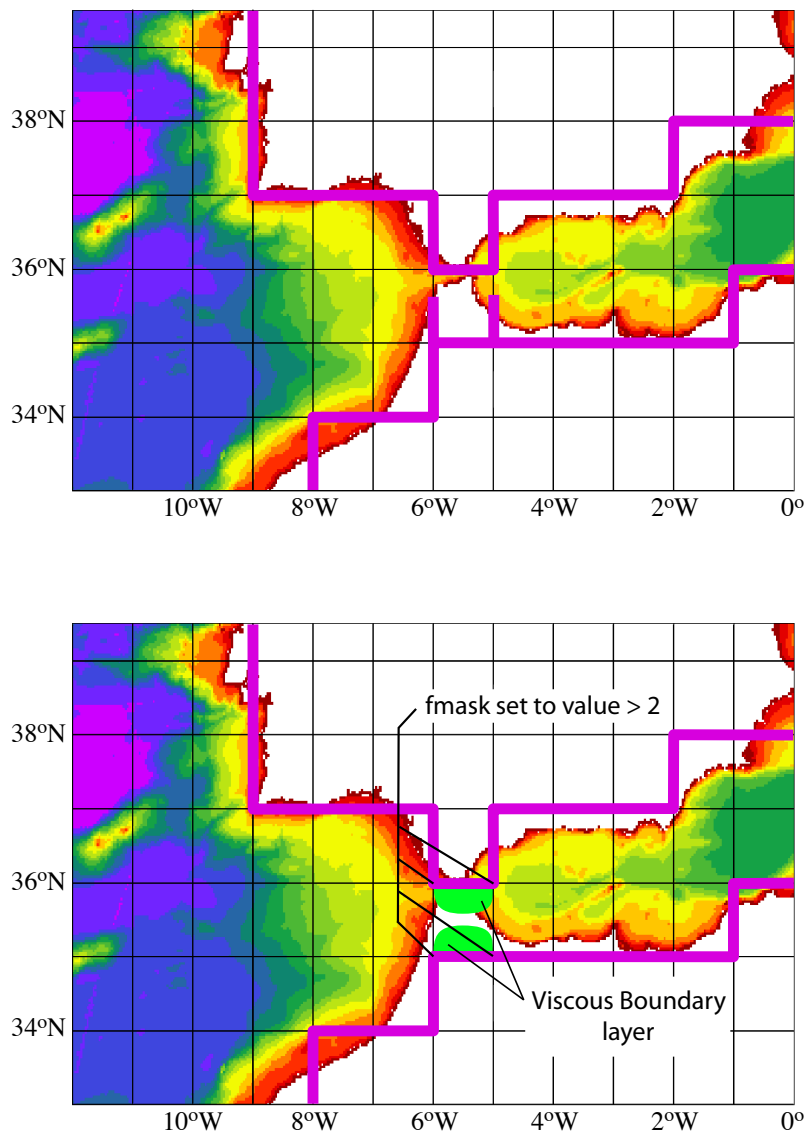 38ºN
36ºN
34ºN
10ºW 8ºW 6ºW 4ºW 2ºW 0º
fmask set to value > 2
38ºN
36ºN
34ºN
Viscous Boundary
layer
10ºW 8ºW 6ºW 4ºW 2ºW 0º